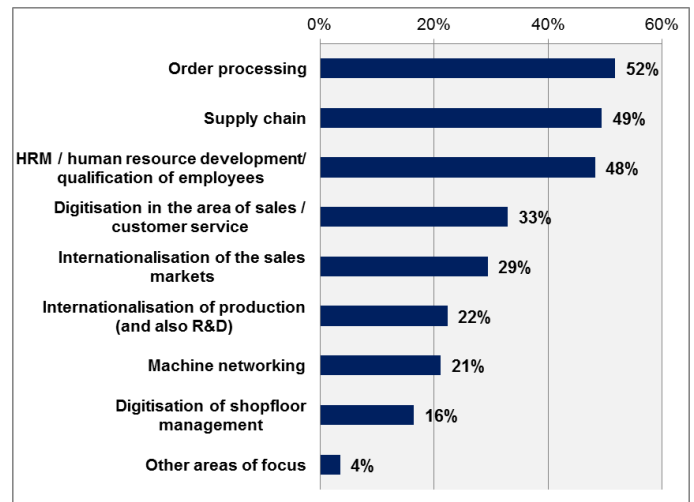 0% 20% 40% 60%
Order processing 52%
Supply chain 49%
HRM / human resource development/
qualification of employees 48%
Digitisation in the area of sales /
customer service 33%
Internationalisation of the sales
markets 29%
Internationalisation of production
(and also R&D) 22%
Machine networking 21%
Digitisation of shopfloor
management 16%
Other areas of focus 4%